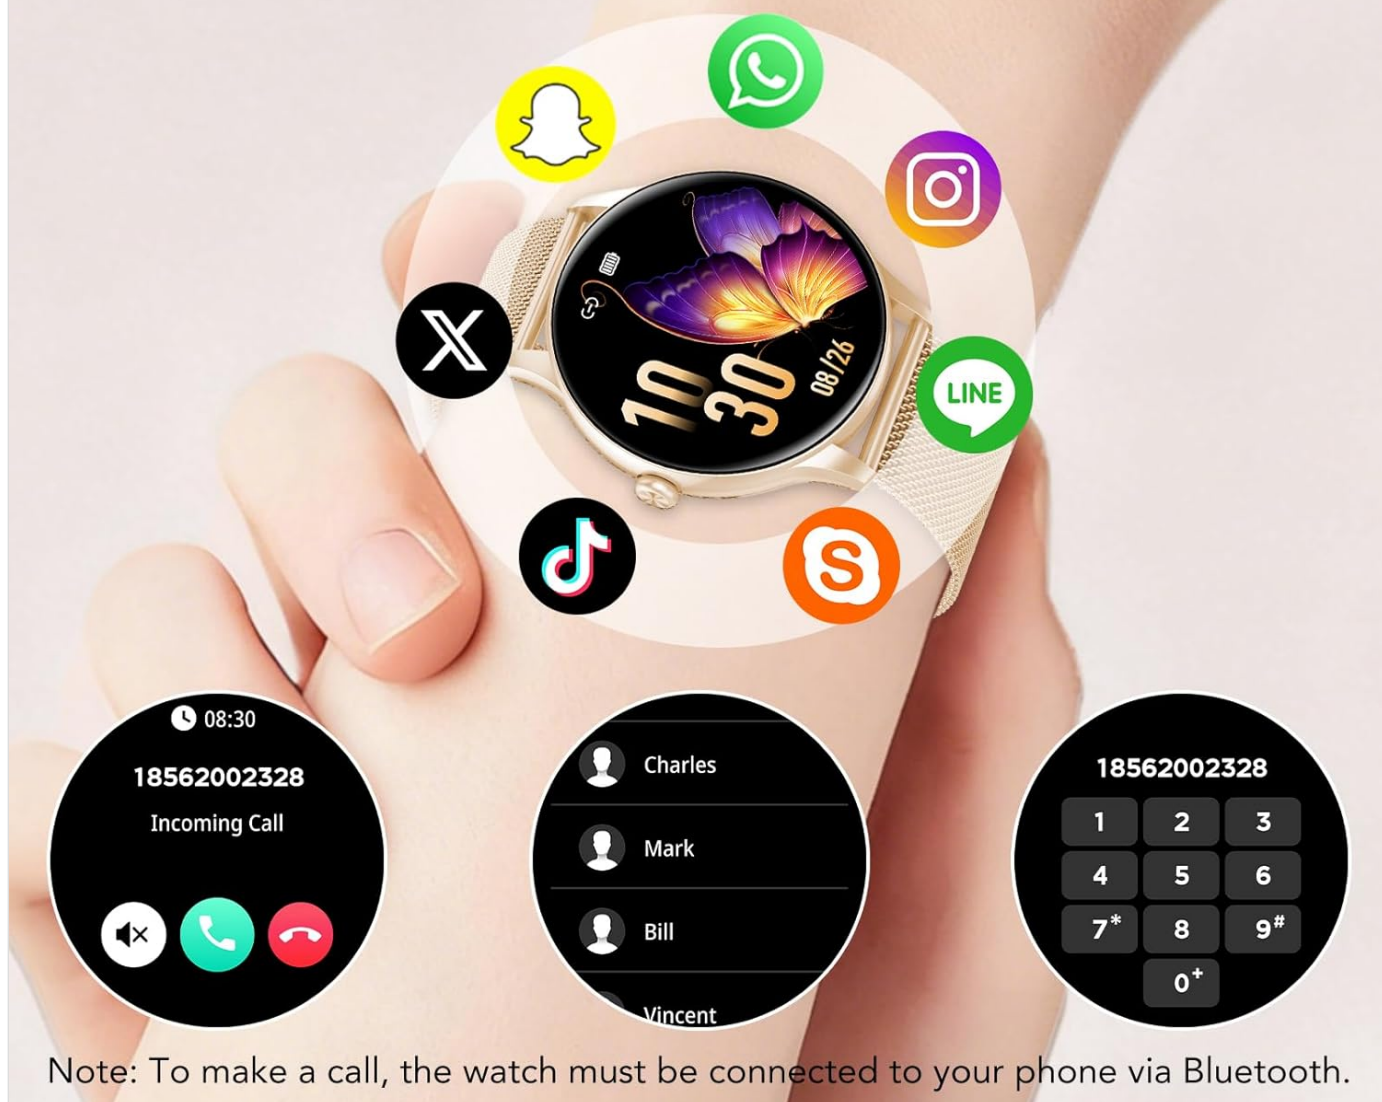 LINE
10
30
08/26
08:30
18562002328
Incoming Call
Charles
Mark
Bill
Vincent
18562002328
1 2 3
4 5 6
7* 8 9#
0+
Note: To make a call, the watch must be connected to your phone via Bluetooth.